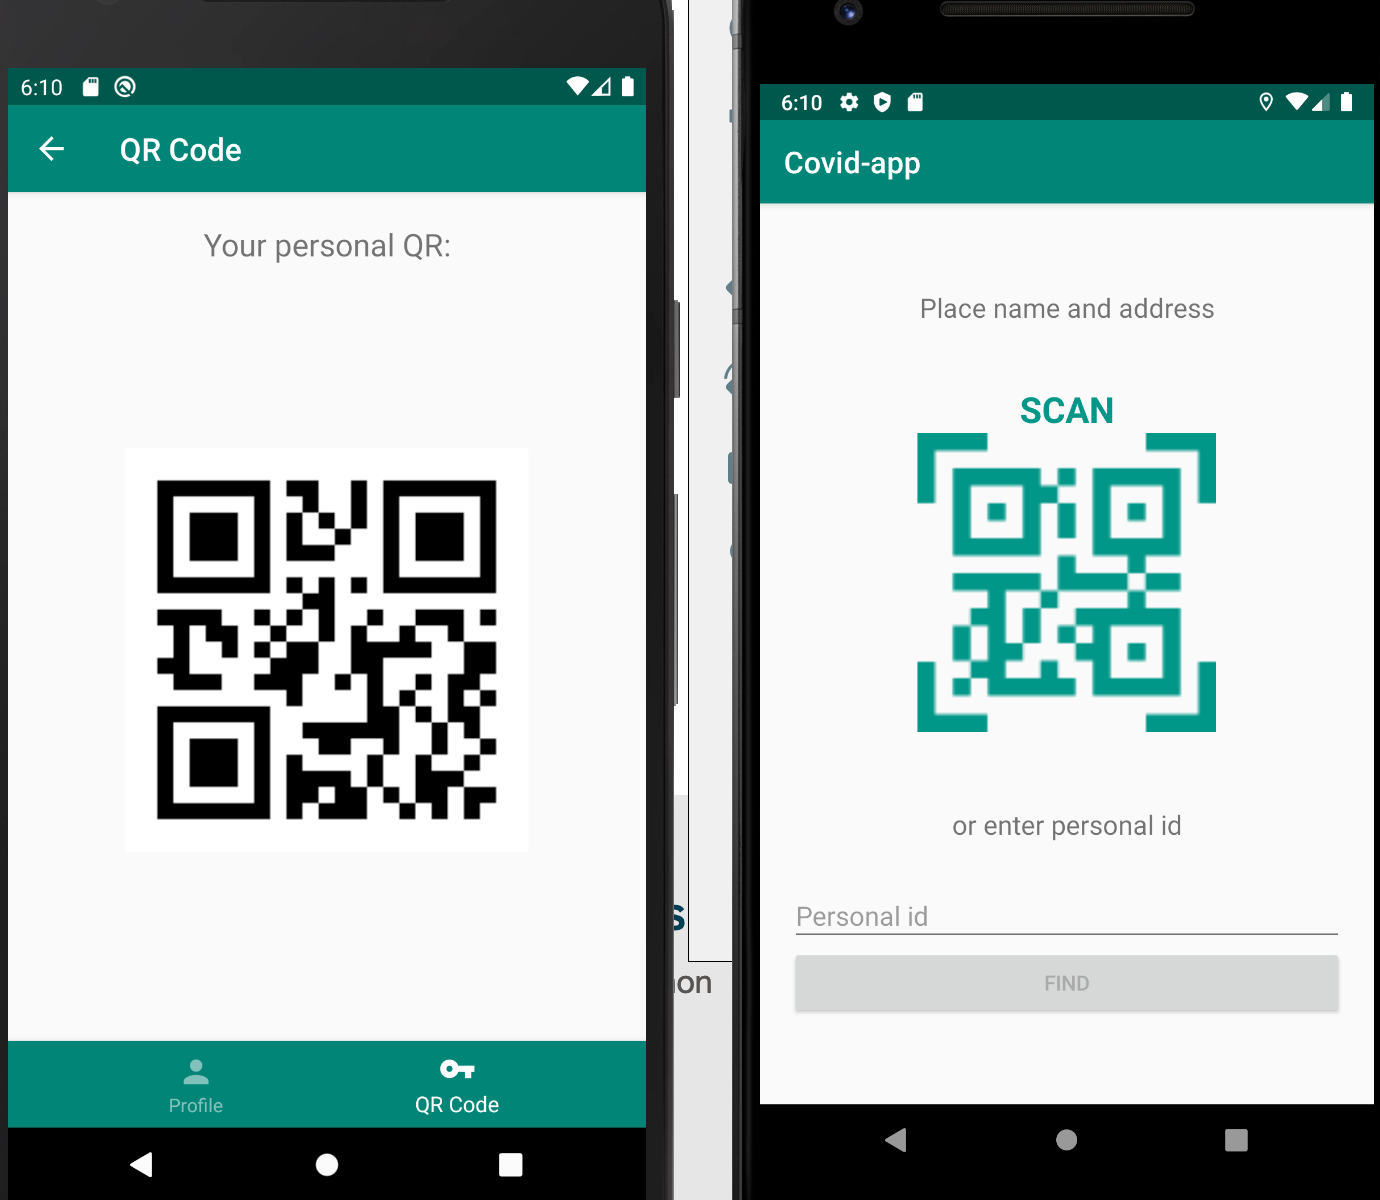 6:10
QR Code
Your personal QR:
Profile
QR Code
s
on
6:10
Covid-app
Place name and address
SCAN
or enter personal id
Personal id
FIND